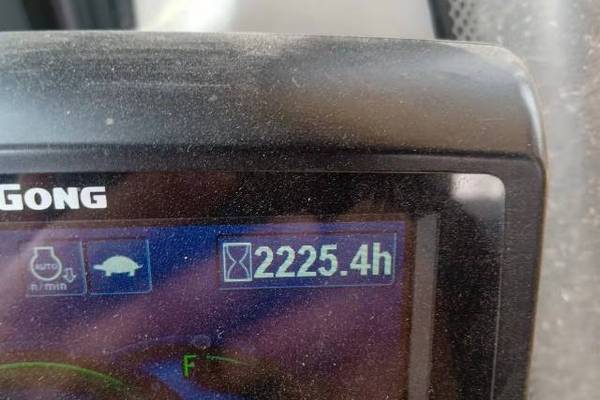 GONG
AUTO
n/min
2225.4h
F